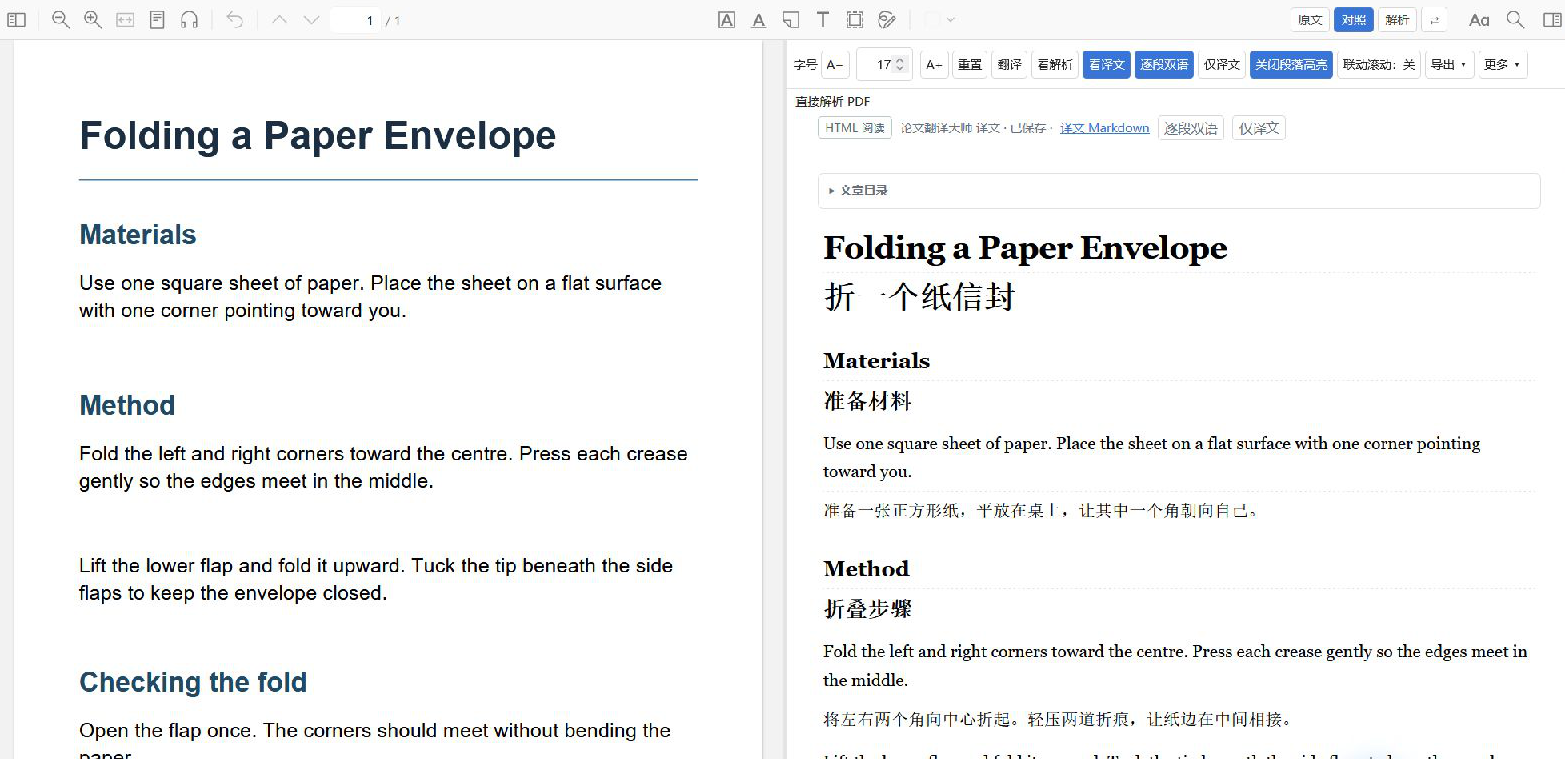 1 / 1
原文 对照 解析 ⇄ Aa
Folding a Paper Envelope
Materials
Use one square sheet of paper. Place the sheet on a flat surface
with one corner pointing toward you.
Method
Fold the left and right corners toward the centre. Press each crease
gently so the edges meet in the middle.
Lift the lower flap and fold it upward. Tuck the tip beneath the side
flaps to keep the envelope closed.
Checking the fold
Open the flap once. The corners should meet without bending the
paper.
字号 A− 17 A+ 重置 翻译 看解析 看译文 逐段双语 仅译文 关闭段落高亮 联动滚动：关 导出 更多
直接解析 PDF
HTML 阅读 论文翻译大师 译文 · 已保存 · 译文 Markdown 逐段双语 仅译文
文章目录
Folding a Paper Envelope
折一个纸信封
Materials
准备材料
Use one square sheet of paper. Place the sheet on a flat surface with one corner pointing
toward you.
准备一张正方形纸，平放在桌上，让其中一个角朝向自己。
Method
折叠步骤
Fold the left and right corners toward the centre. Press each crease gently so the edges meet in
the middle.
将左右两个角向中心折起。轻压两道折痕，让纸边在中间相接。